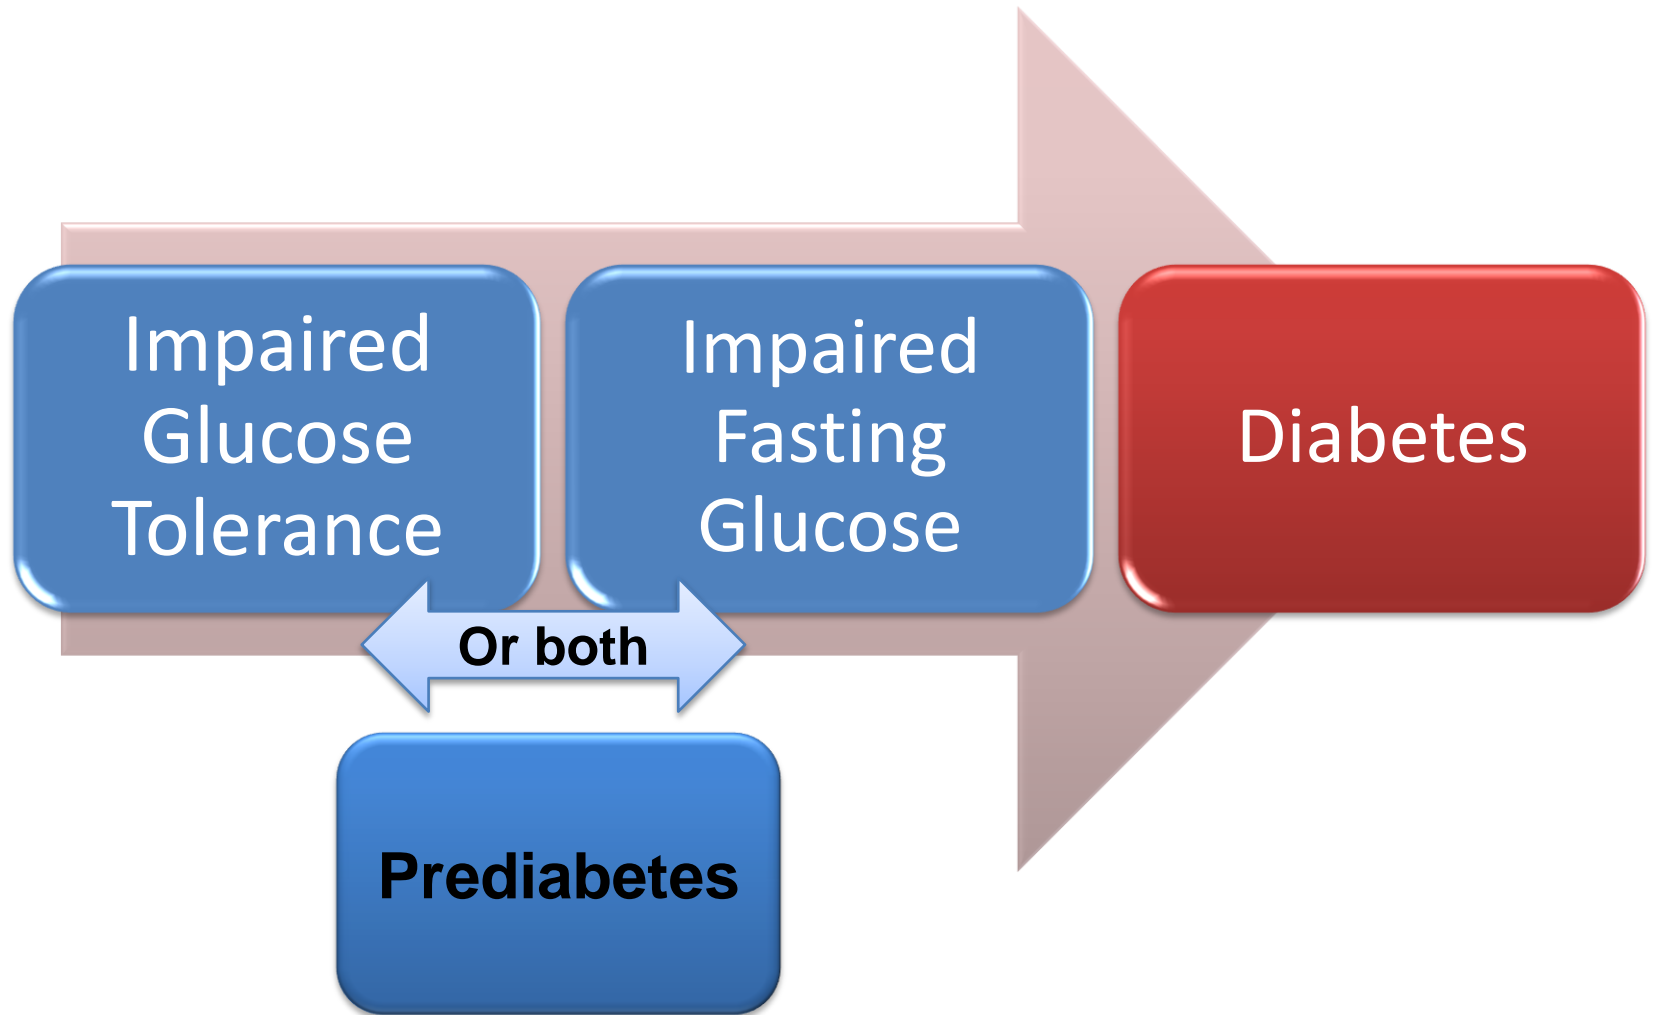 Impaired
Glucose
Tolerance
Impaired
Fasting
Glucose
Diabetes
Or both
Prediabetes